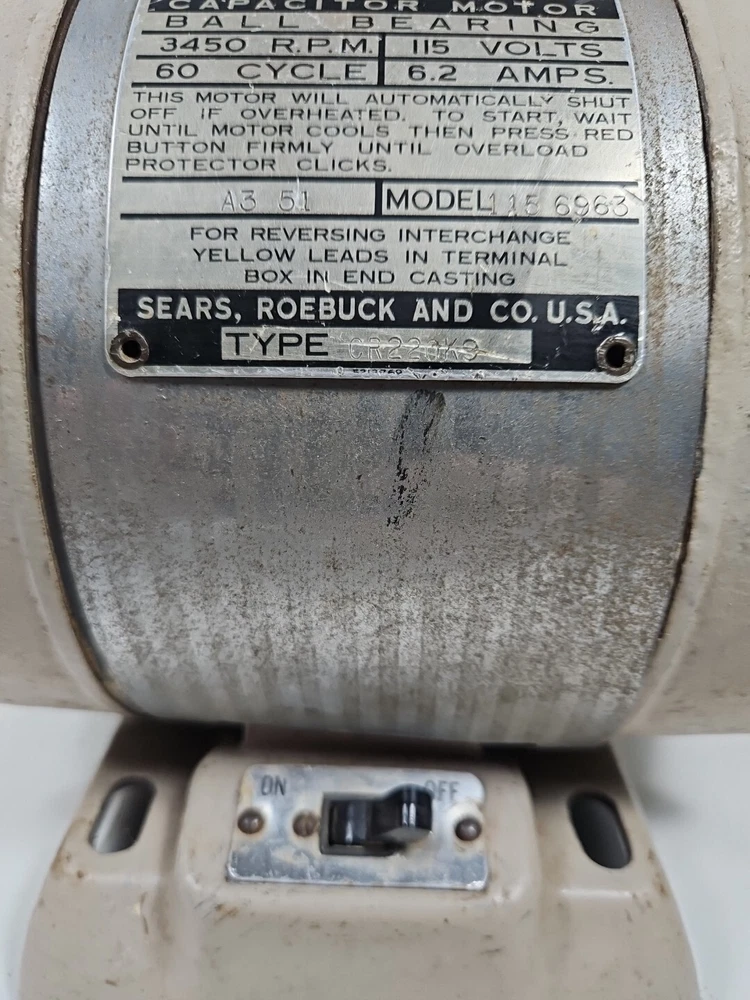 CAPACITOR MOTOR
BALL BEARING
3450 R.P.M. 115 VOLTS
60 CYCLE 6.2 AMPS.
THIS MOTOR WILL AUTOMATICALLY SHUT
OFF IF OVERHEATED. TO START, WAIT
UNTIL MOTOR COOLS THEN PRESS RED
BUTTON FIRMLY UNTIL OVERLOAD
PROTECTOR CLICKS.
A3 51 MODEL 115 6963
FOR REVERSING INTERCHANGE
YELLOW LEADS IN TERMINAL
BOX IN END CASTING
SEARS, ROEBUCK AND CO. U.S.A.
TYPE CR220K9
ON OFF